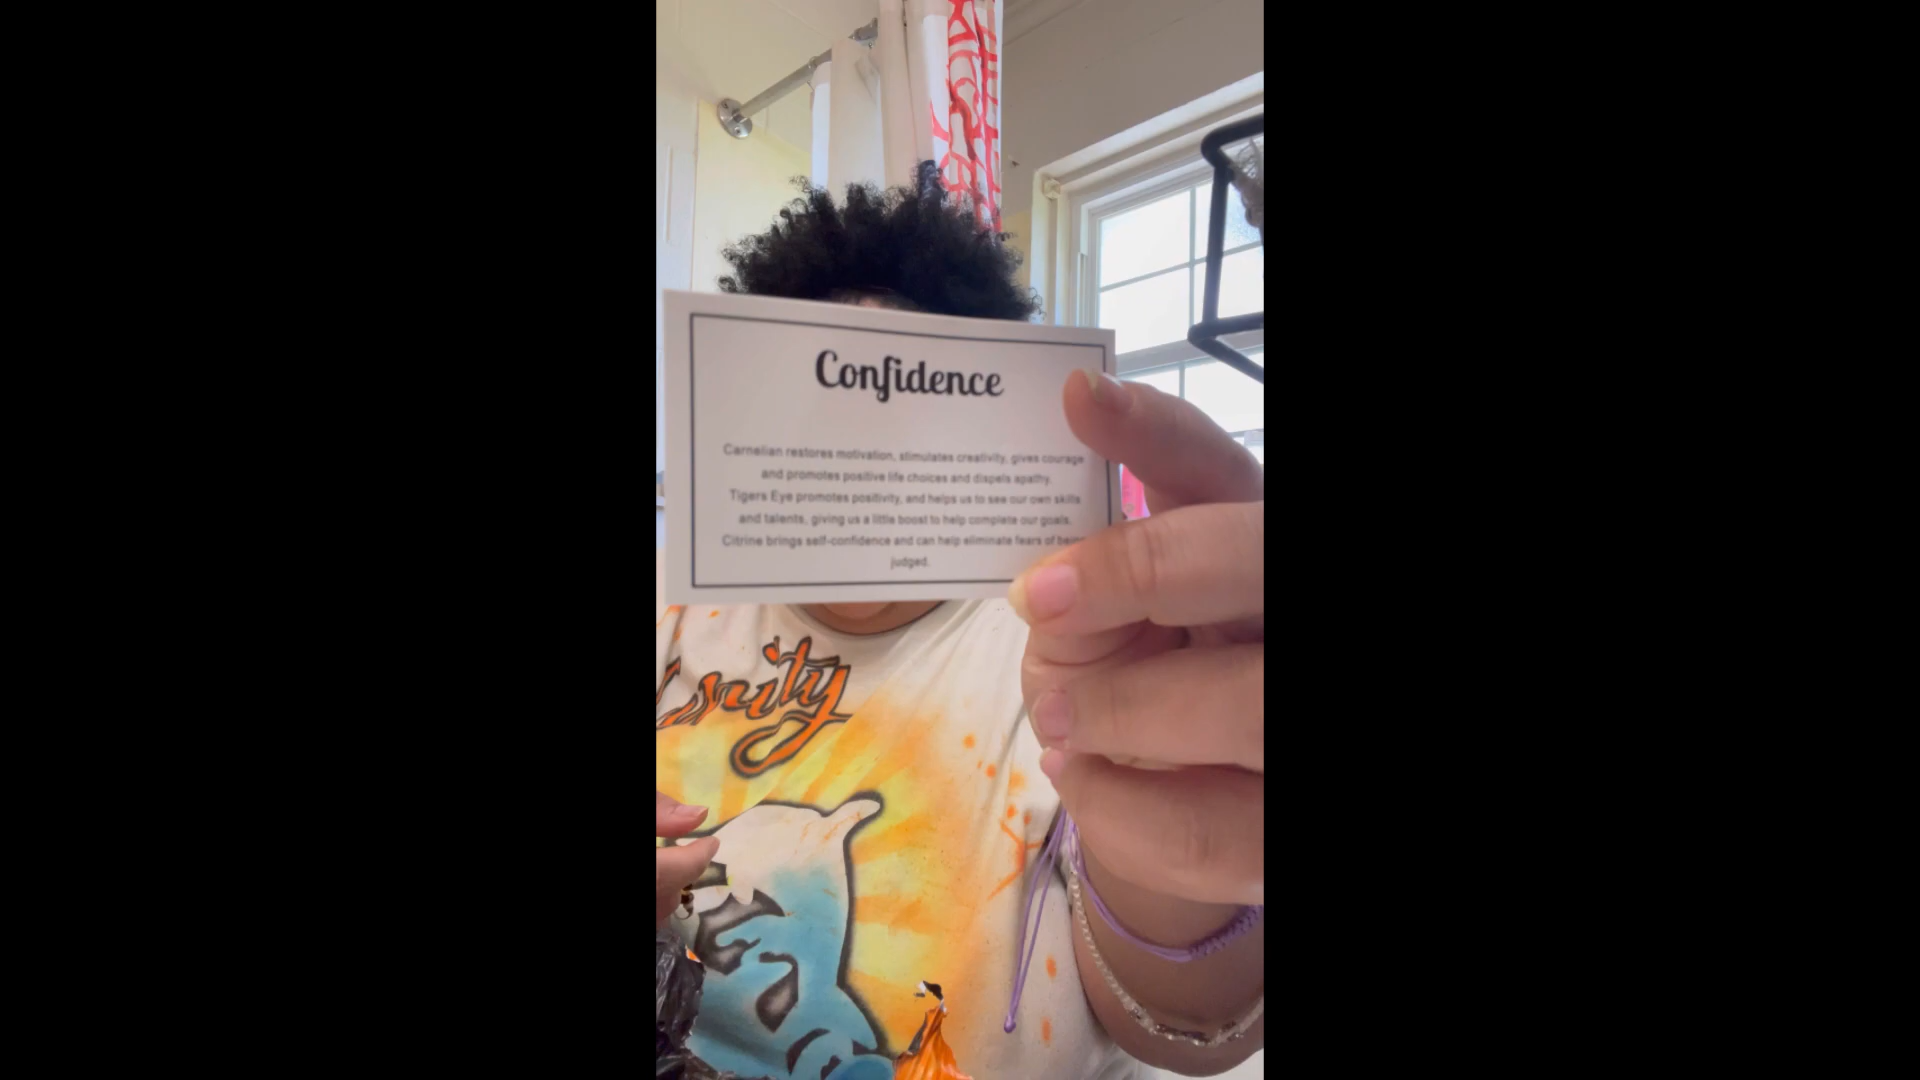 Confidence
Carnelian restores motivation, stimulates creativity, gives courage
and promotes positive life choices and dispels apathy.
Tigers Eye promotes positivity, and helps us to see our own skills
and talents, giving us a little boost to help complete our goals.
Citrine brings self-confidence and can help eliminate fears of being
judged.